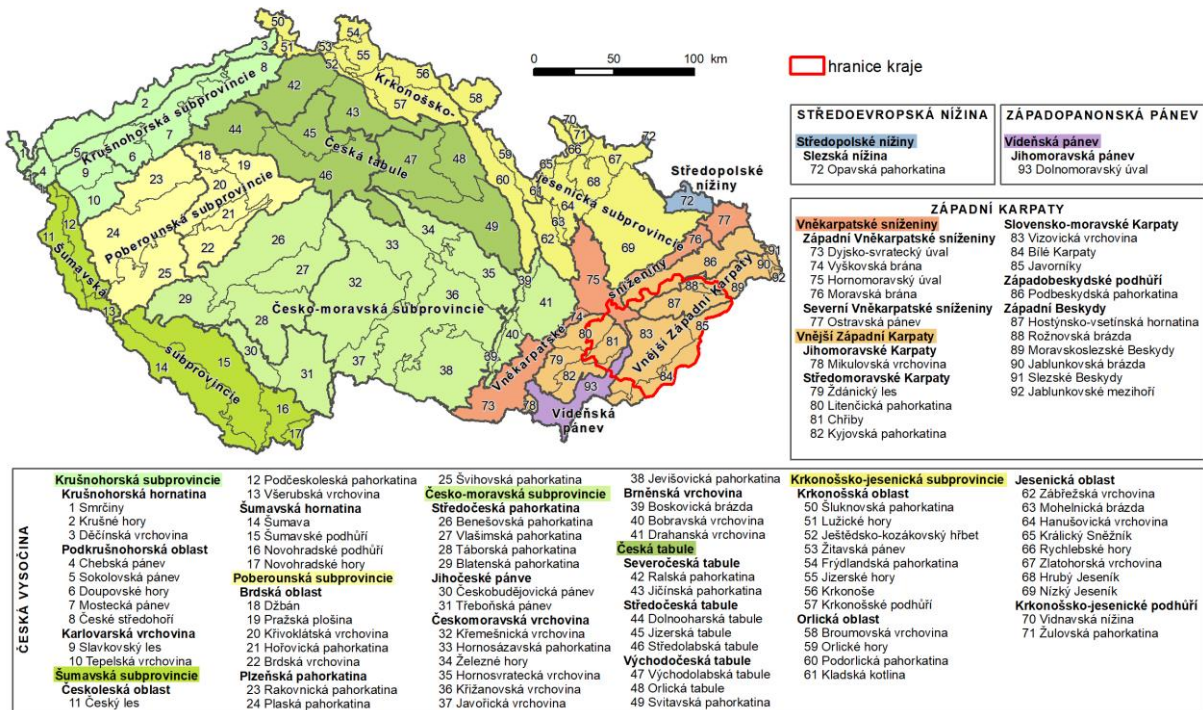 0 50 100 km
hranice kraje
Krušnohorská subprovincie
Krkonošsko-
jesenická subprovincie
Česká tabule
Poberounská subprovincie
Šumavská
subprovincie
Česko-moravská subprovincie
Středopolské
nížiny
Vněkarpatské
sníženiny
Vnější Západní Karpaty
Vídeňská
pánev
STŘEDOEVROPSKÁ NÍŽINA
Středopolské nížiny
Slezská nížina
72 Opavská pahorkatina
ZÁPADOPANONSKÁ PÁNEV
Vídeňská pánev
Jihomoravská pánev
93 Dolnomoravský úval
ZÁPADNÍ KARPATY
Vněkarpatské sníženiny
Západní Vněkarpatské sníženiny
73 Dyjsko-svratecký úval
74 Vyškovská brána
75 Hornomoravský úval
76 Moravská brána
Severní Vněkarpatské sníženiny
77 Ostravská pánev
Vnější Západní Karpaty
Jihomoravské Karpaty
78 Mikulovská vrchovina
Středomoravské Karpaty
79 Ždánický les
80 Litenčická pahorkatina
81 Chřiby
82 Kyjovská pahorkatina
Slovensko-moravské Karpaty
83 Vizovická vrchovina
84 Bílé Karpaty
85 Javorníky
Západobeskydské podhůří
86 Podbeskydská pahorkatina
Západní Beskydy
87 Hostýnsko-vsetínská hornatina
88 Rožnovská brázda
89 Moravskoslezské Beskydy
90 Jablunkovská brázda
91 Slezské Beskydy
92 Jablunkovské mezihoří
ČESKÁ VYSOČINA
Krušnohorská subprovincie
Krušnohorská hornatina
1 Smrčiny
2 Krušné hory
3 Děčínská vrchovina
Podkrušnohorská oblast
4 Chebská pánev
5 Sokolovská pánev
6 Doupovské hory
7 Mostecká pánev
8 České středohoří
Karlovarská vrchovina
9 Slavkovský les
10 Tepelská vrchovina
Šumavská subprovincie
Českoleská oblast
11 Český les
12 Podčeskoleská pahorkatina
13 Všerubská vrchovina
Šumavská hornatina
14 Šumava
15 Šumavské podhůří
16 Novohradské podhůří
17 Novohradské hory
Poberounská subprovincie
Brdská oblast
18 Džbán
19 Pražská plošina
20 Křivoklátská vrchovina
21 Hořovická pahorkatina
22 Brdská vrchovina
Plzeňská pahorkatina
23 Rakovnická pahorkatina
24 Plaská pahorkatina
25 Švihovská pahorkatina
Česko-moravská subprovincie
Středočeská pahorkatina
26 Benešovská pahorkatina
27 Vlašimská pahorkatina
28 Táborská pahorkatina
29 Blatenská pahorkatina
Jihočeské pánve
30 Českobudějovická pánev
31 Třeboňská pánev
Českomoravská vrchovina
32 Křemešnická vrchovina
33 Hornosázavská pahorkatina
34 Železné hory
35 Hornosvratecká vrchovina
36 Křižanovská vrchovina
37 Javořická vrchovina
38 Jevišovická pahorkatina
Brněnská vrchovina
39 Boskovická brázda
40 Bobravská vrchovina
41 Drahanská vrchovina
Česká tabule
Severočeská tabule
42 Ralská pahorkatina
43 Jičínská pahorkatina
Středočeská tabule
44 Dolnooharská tabule
45 Jizerská tabule
46 Středolabská tabule
Východočeská tabule
47 Východolabská tabule
48 Orlická tabule
49 Svitavská pahorkatina
Krkonošsko-jesenická subprovincie
Krkonošská oblast
50 Šluknovská pahorkatina
51 Lužické hory
52 Ještědsko-kozákovský hřbet
53 Žitavská pánev
54 Frýdlantská pahorkatina
55 Jizerské hory
56 Krkonoše
57 Krkonošské podhůří
Orlická oblast
58 Broumovská vrchovina
59 Orlické hory
60 Podorlická pahorkatina
61 Kladská kotlina
Jesenická oblast
62 Zábřežská vrchovina
63 Mohelnická brázda
64 Hanušovická vrchovina
65 Králický Sněžník
66 Rychlebské hory
67 Zlatohorská vrchovina
68 Hrubý Jeseník
69 Nízký Jeseník
Krkonošsko-jesenické podhůří
70 Vidnavská nížina
71 Žulovská pahorkatina